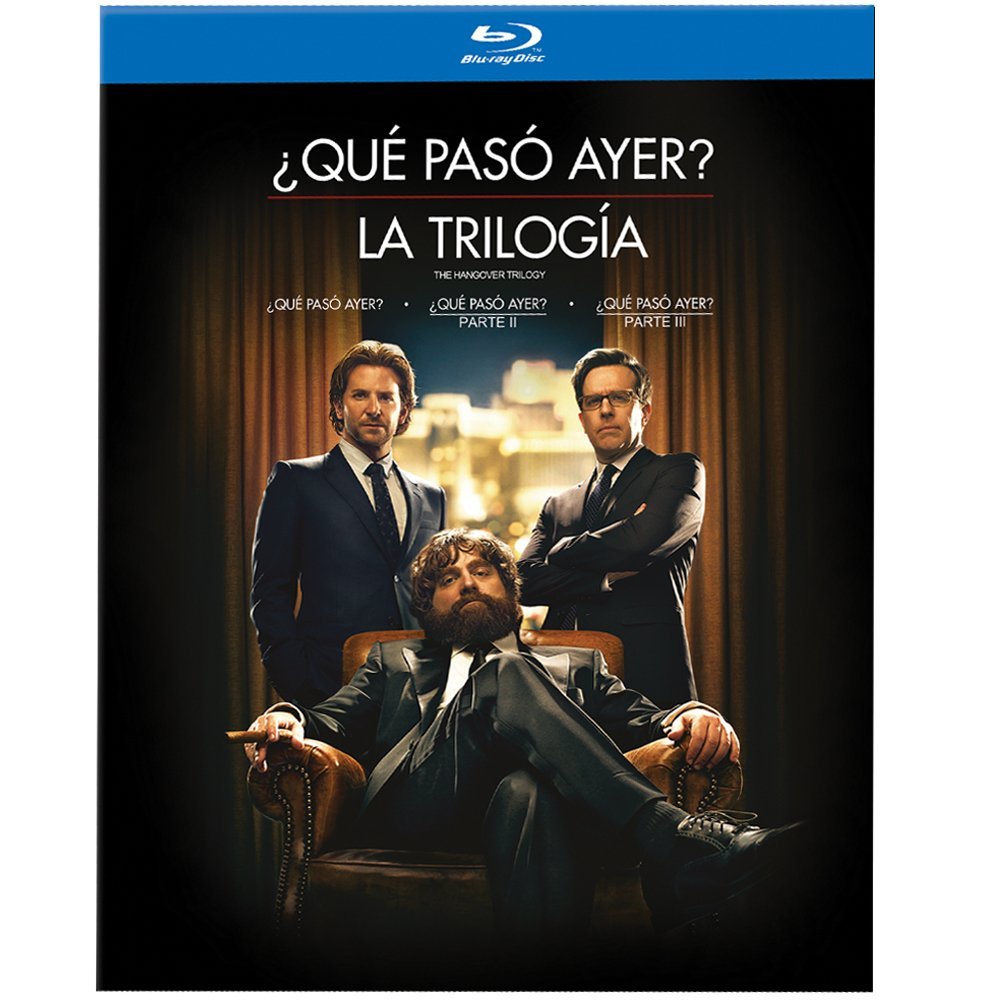 Blu-ray Disc™
¿QUÉ PASÓ AYER?
LA TRILOGÍA
THE HANGOVER TRILOGY
¿QUÉ PASÓ AYER? • ¿QUÉ PASÓ AYER? PARTE II • ¿QUÉ PASÓ AYER? PARTE III